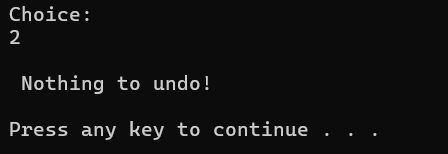 Choice:
2
Nothing to undo!
Press any key to continue . . .